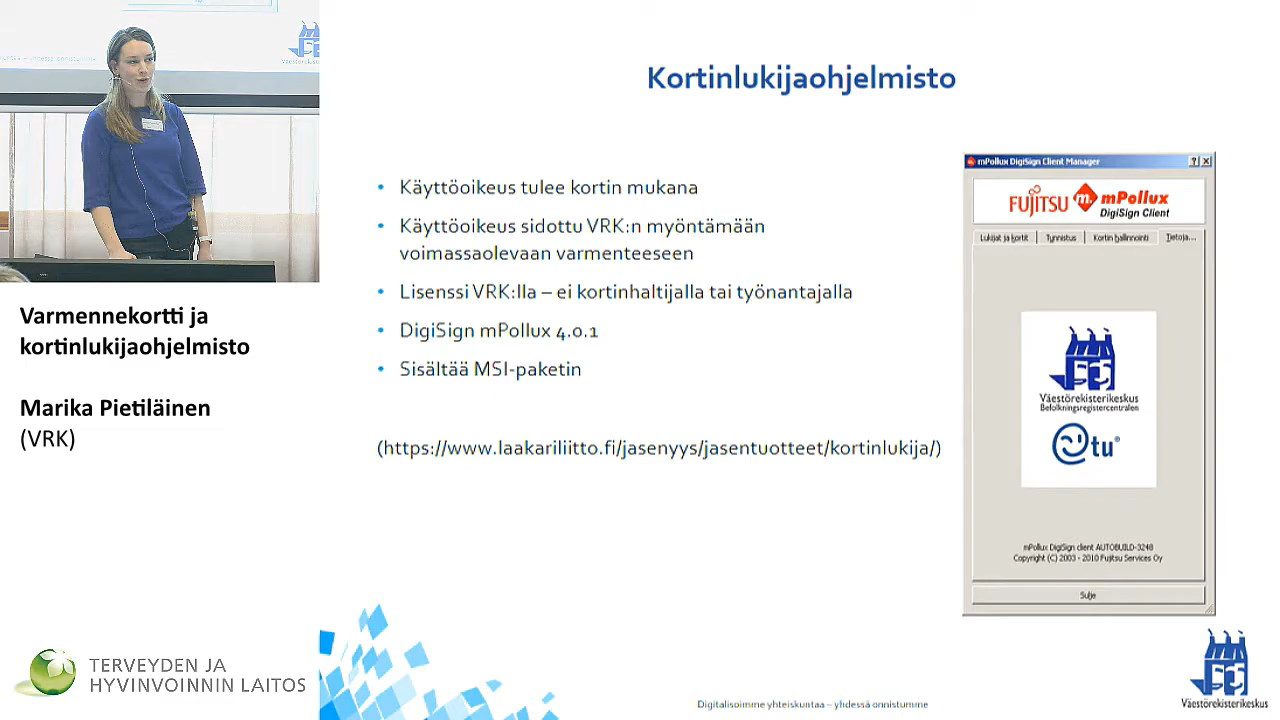 Kortinlukijaohjelmisto
• Käyttöoikeus tulee kortin mukana
• Käyttöoikeus sidottu VRK:n myöntämään
voimassaolevaan varmenteeseen
• Lisenssi VRK:lla – ei kortinhaltijalla tai työnantajalla
• DigiSign mPollux 4.0.1
• Sisältää MSI-paketin
(https://www.laakariliitto.fi/jasenyys/jasentuotteet/kortinlukija/)
mPollux DigiSign Client Manager
FUJITSU m. mPollux
DigiSign Client
Lukijat ja kortit Tunnistus Kortin hallinnointi Tietoja...
Väestörekisterikeskus
Befolkningsregistercentralen
etu®
mPollux DigiSign client AUTOBUILD-3248
Copyright (C) 2003 - 2010 Fujitsu Services Oy
Sulje
Varmennekortti ja
kortinlukijaohjelmisto
Marika Pietiläinen
(VRK)
TERVEYDEN JA
HYVINVOINNIN LAITOS
Digitalisoimme yhteiskuntaa – yhdessä onnistumme
Väestörekisterikeskus